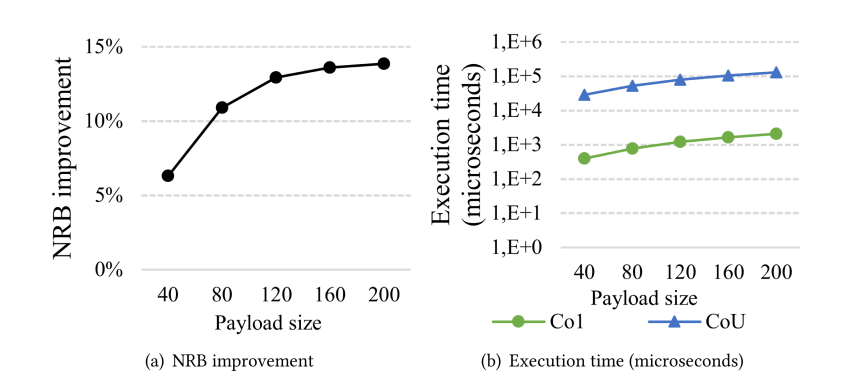 NRB improvement
15%
10%
5%
0%
40 80 120 160 200
Payload size
(a) NRB improvement
Execution time
(microseconds)
1,E+6
1,E+5
1,E+4
1,E+3
1,E+2
1,E+1
1,E+0
40 80 120 160 200
Payload size
Co1 CoU
(b) Execution time (microseconds)